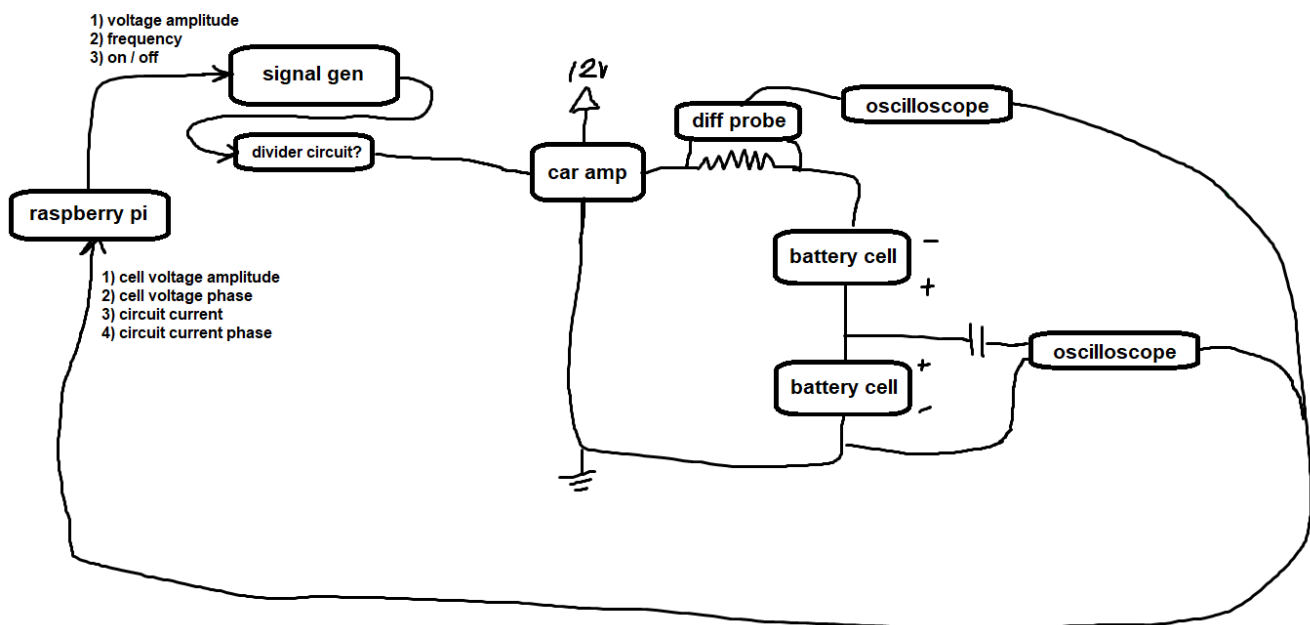 1) voltage amplitude
2) frequency
3) on / off
signal gen
12v
diff probe
oscilloscope
divider circuit?
car amp
raspberry pi
battery cell
-
+
1) cell voltage amplitude
2) cell voltage phase
3) circuit current
4) circuit current phase
oscilloscope
battery cell
+
-